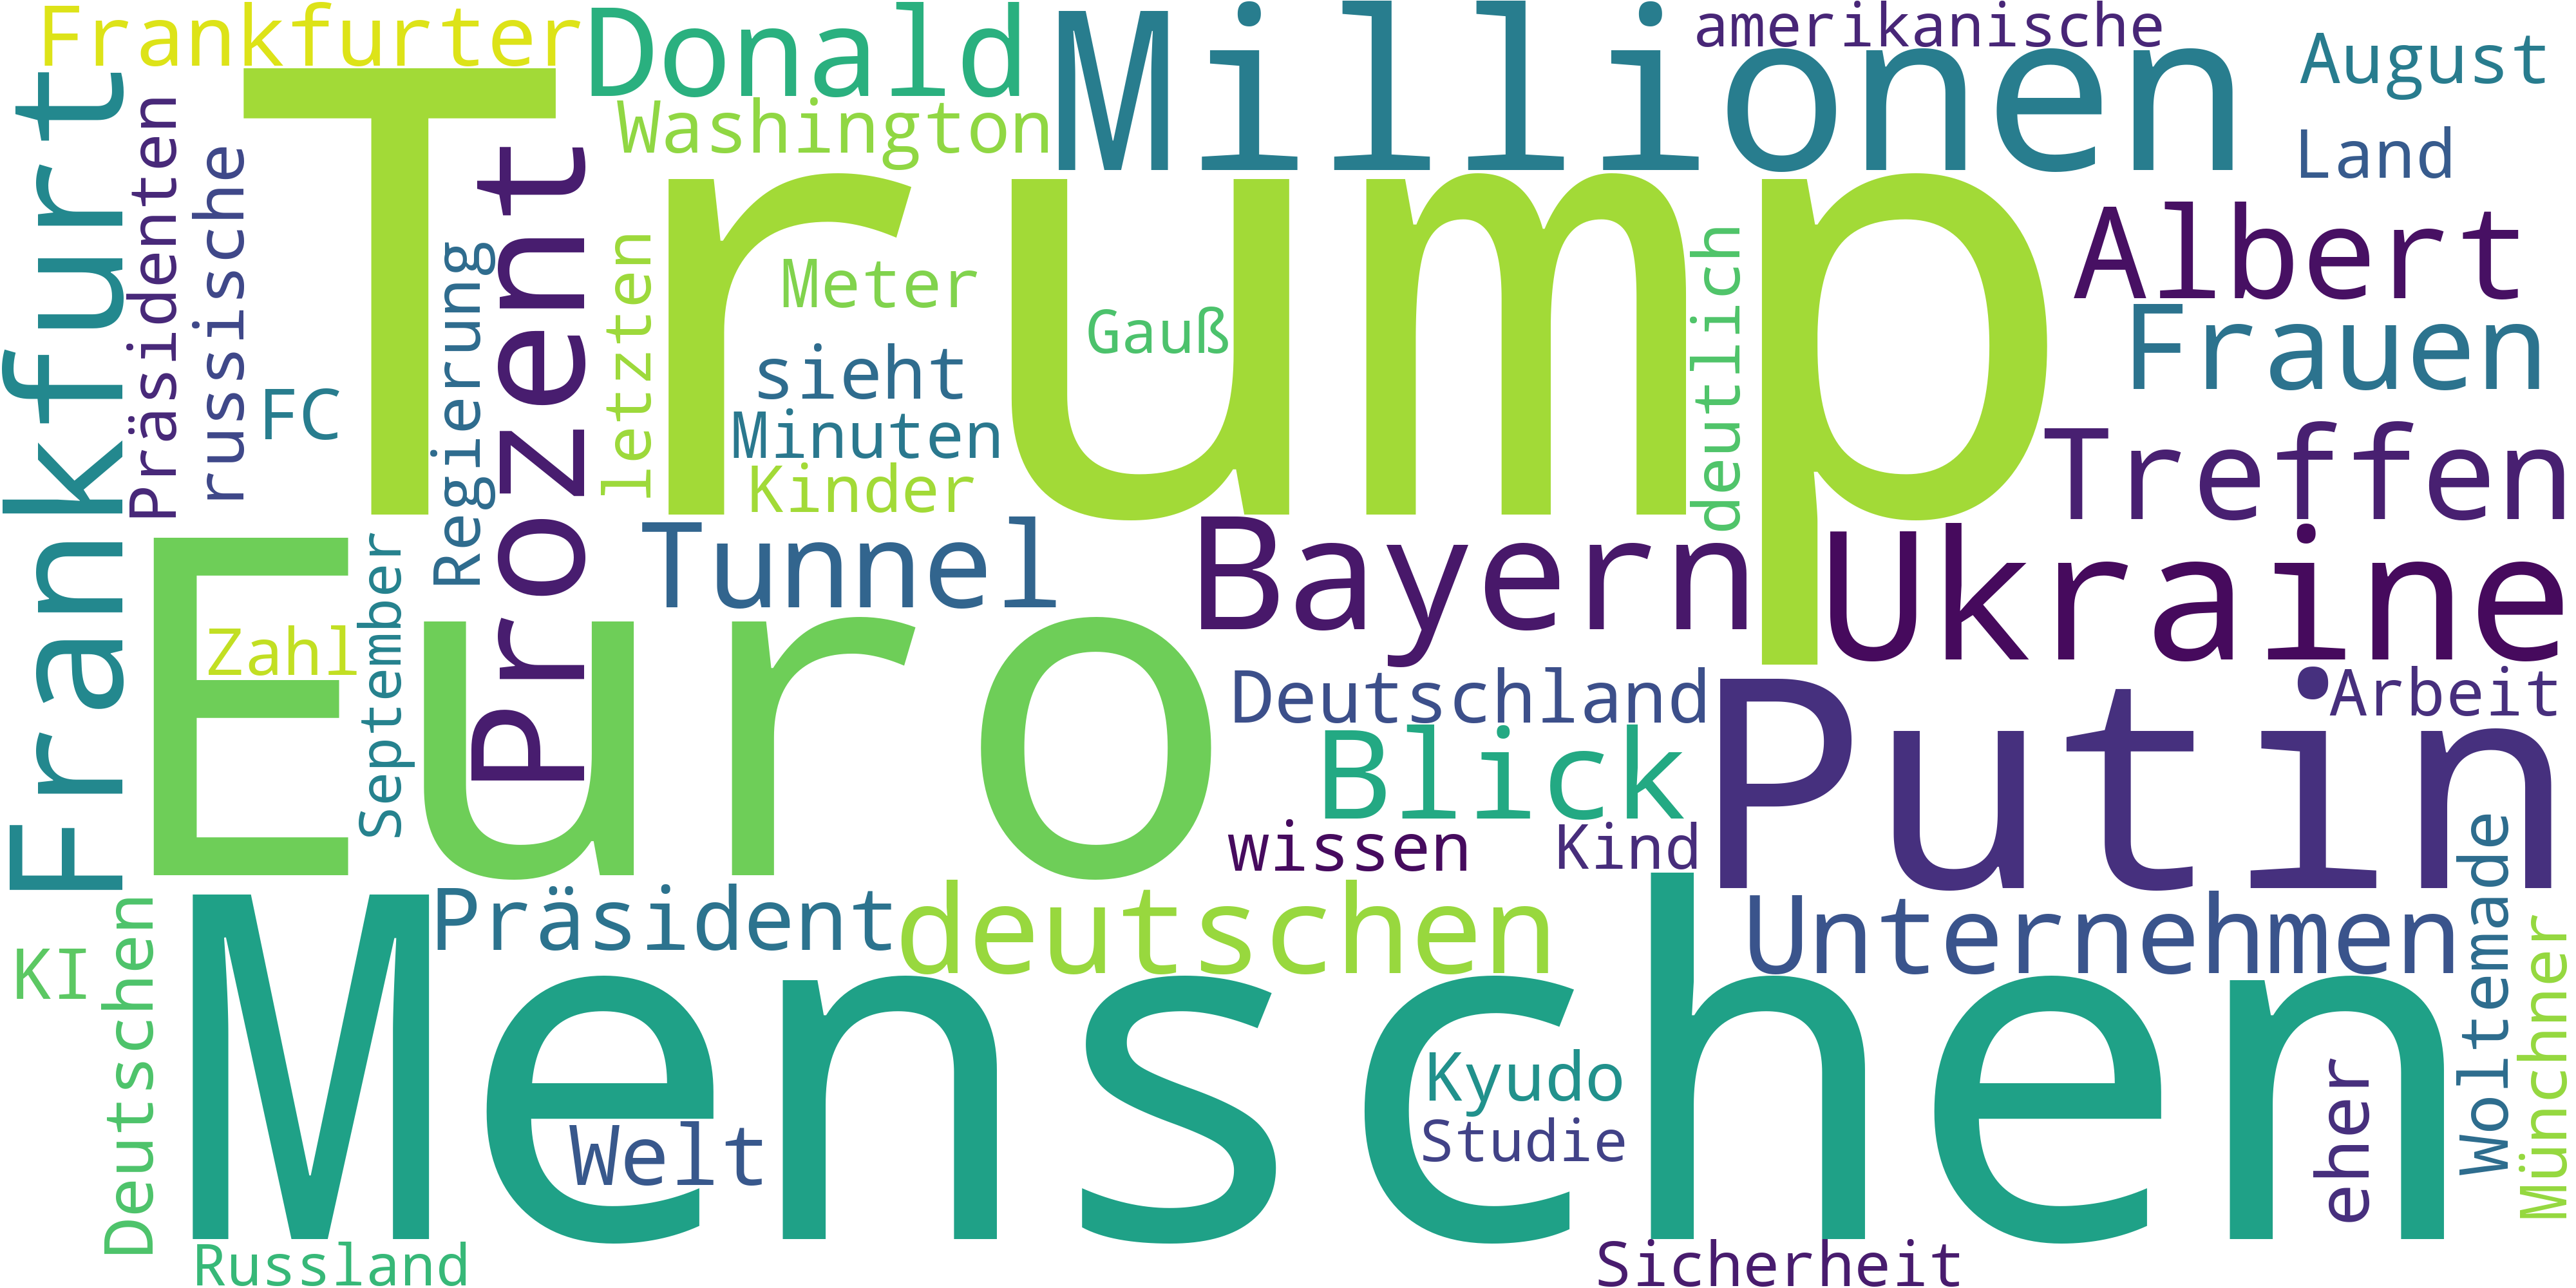 Frankfurter
Donald
Millionen
amerikanische
August
Washington
Land
Frankfurt
Präsidenten
russische
Trump
Prozent
Regierung
letzten
Meter
Gauß
deutlich
Albert
Frauen
FC
sieht
Minuten
Kinder
Treffen
Tunnel
Bayern
Ukraine
Euro
Zahl
September
Deutschland
Putin
Arbeit
Blick
wissen
Kind
Präsident
deutschen
Unternehmen
Woltemade
Münchner
KI
Deutschen
Menschen
Welt
Kyudo
Studie
eher
Russland
Sicherheit